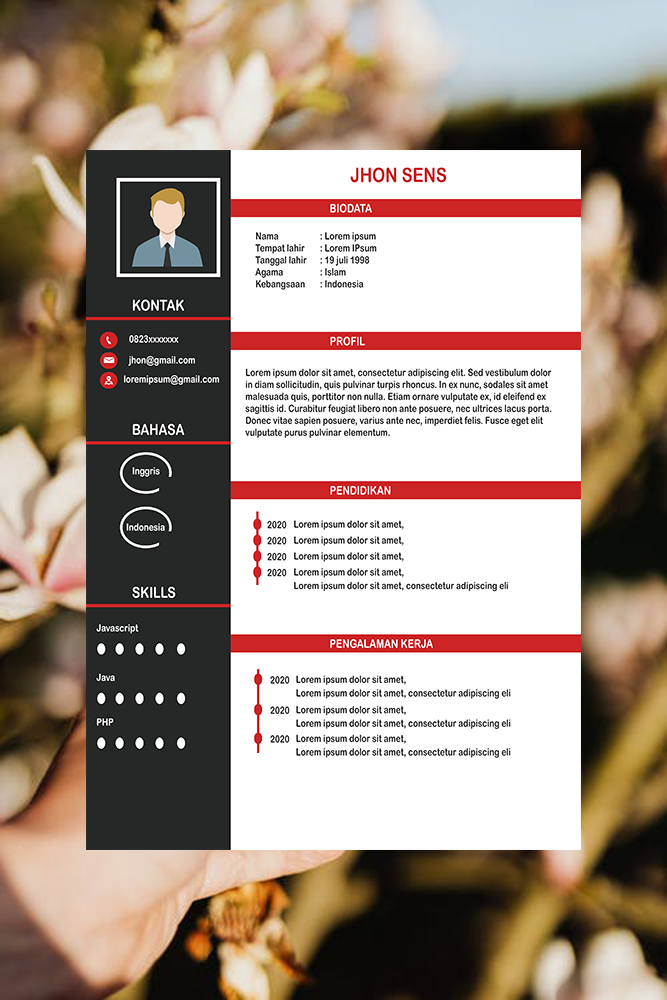 JHON SENS
BIODATA
Nama : Lorem ipsum
Tempat lahir : Lorem IPsum
Tanggal lahir : 19 juli 1998
Agama : Islam
Kebangsaan : Indonesia
KONTAK
0823xxxxxxx
jhon@gmail.com
loremipsum@gmail.com
BAHASA
Inggris
Indonesia
SKILLS
Javascript
Java
PHP
PROFIL
Lorem ipsum dolor sit amet, consectetur adipiscing elit. Sed vestibulum dolor
in diam sollicitudin, quis pulvinar turpis rhoncus. In ex nunc, sodales sit amet
malesuada quis, porttitor non nulla. Etiam ornare vulputate ex, id eleifend ex
sagittis id. Curabitur feugiat libero non ante posuere, nec ultrices lacus porta.
Donec vitae sapien posuere, varius ante nec, imperdiet felis. Fusce eget elit
vulputate purus pulvinar elementum.
PENDIDIKAN
2020 Lorem ipsum dolor sit amet,
2020 Lorem ipsum dolor sit amet,
2020 Lorem ipsum dolor sit amet,
2020 Lorem ipsum dolor sit amet,
Lorem ipsum dolor sit amet, consectetur adipiscing eli
PENGALAMAN KERJA
2020 Lorem ipsum dolor sit amet,
Lorem ipsum dolor sit amet, consectetur adipiscing eli
2020 Lorem ipsum dolor sit amet,
Lorem ipsum dolor sit amet, consectetur adipiscing eli
2020 Lorem ipsum dolor sit amet,
Lorem ipsum dolor sit amet, consectetur adipiscing eli